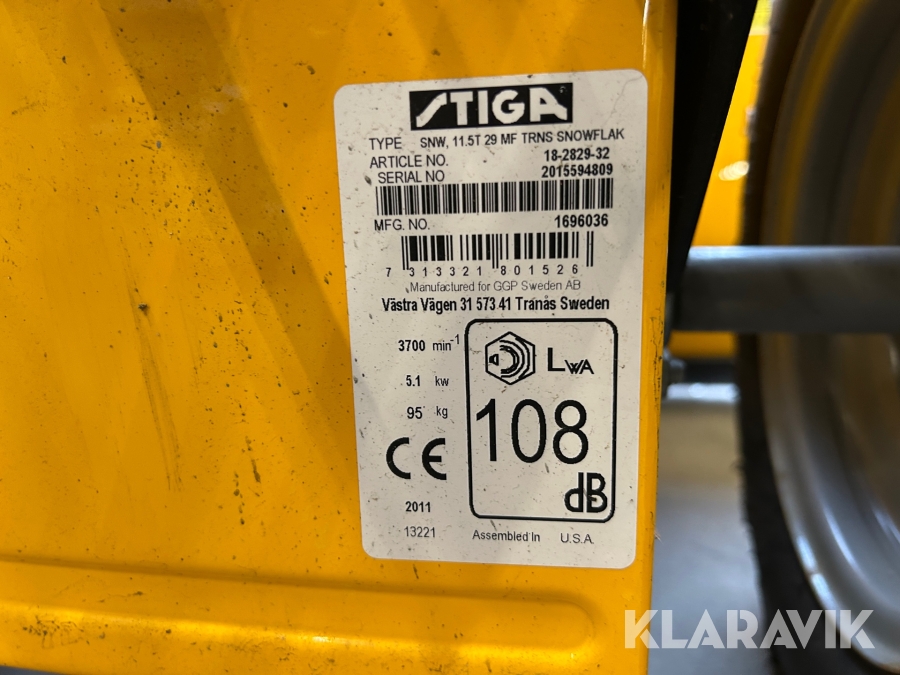 STIGA
TYPE SNW, 11.5T 29 MF TRNS SNOWFLAK
ARTICLE NO. 18-2829-32
SERIAL NO 2015594809
MFG. NO. 1696036
7 313321 801526
Manufactured for GGP Sweden AB
Västra Vägen 31 573 41 Tranås Sweden
3700 min-1
5.1 kw
95 kg
LWA
108
dB
CE
2011
13221
Assembled In U.S.A.
KLARAVIK